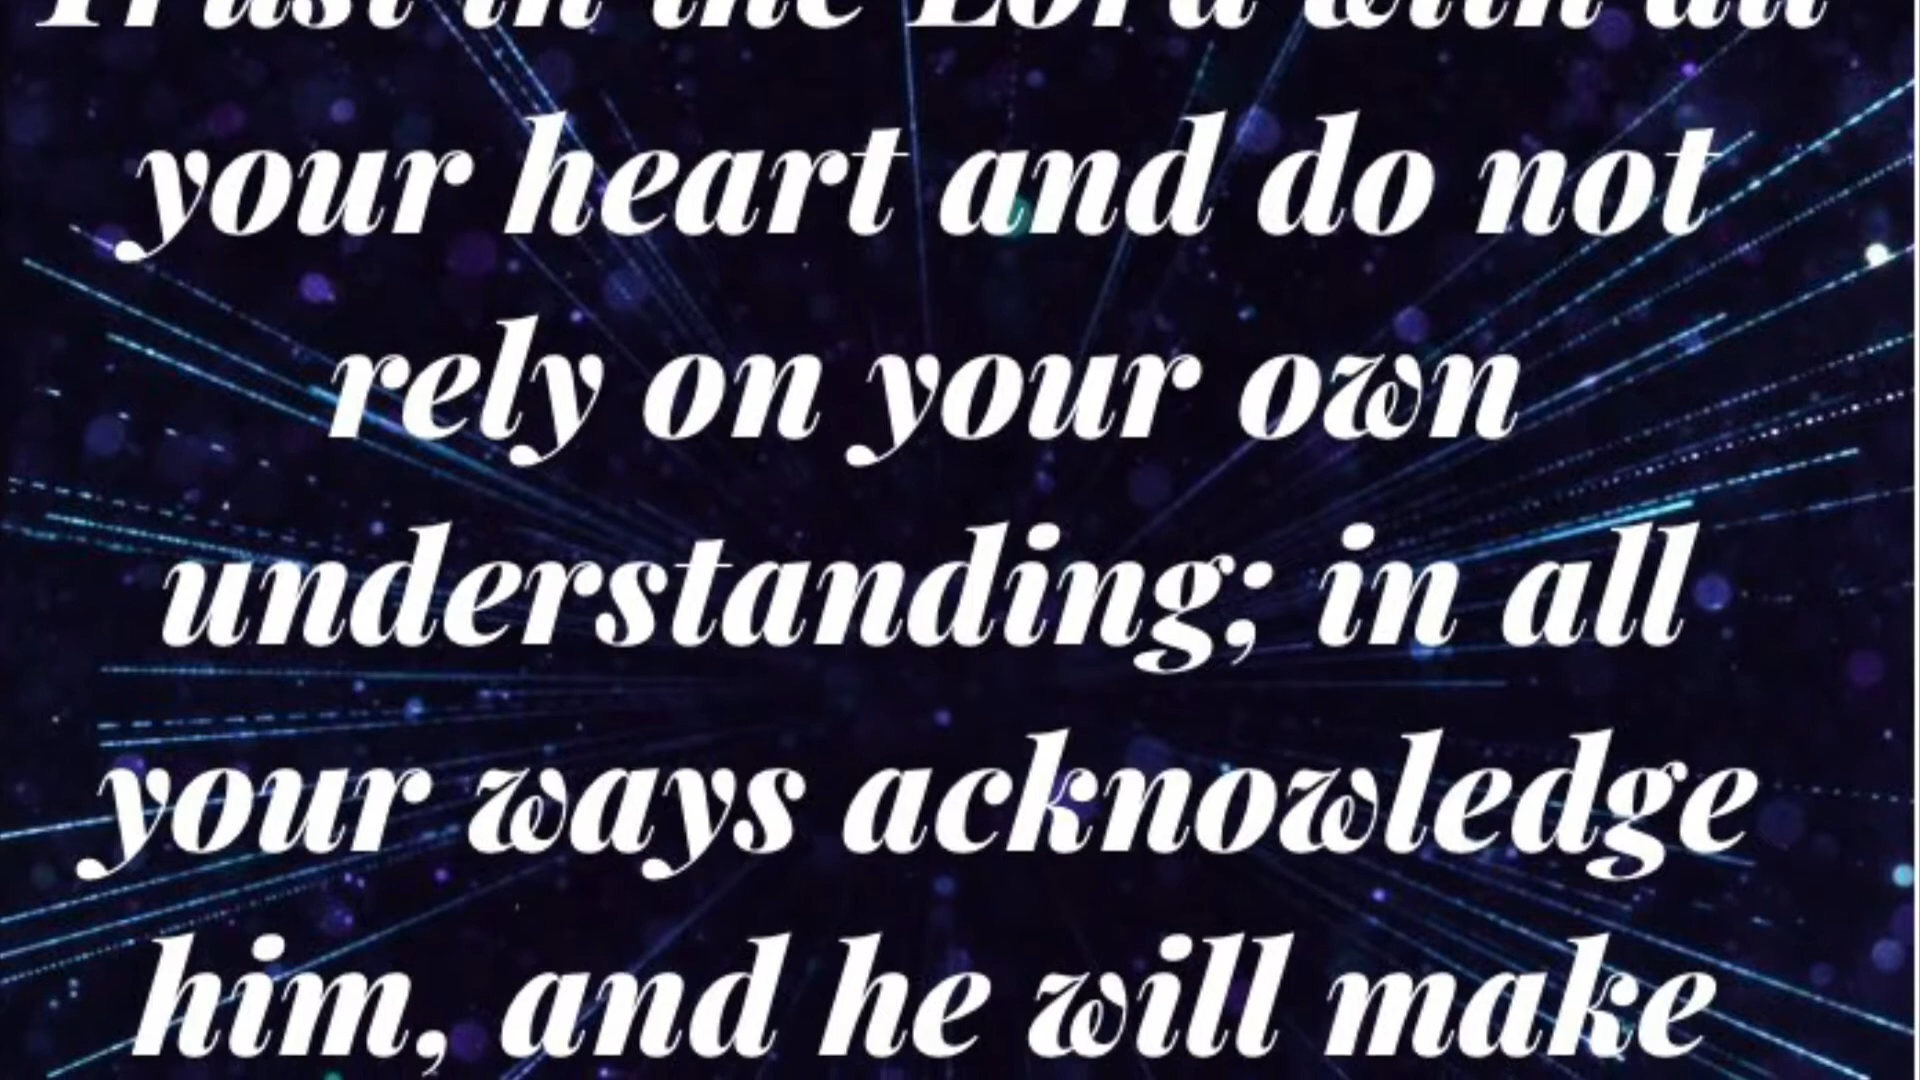 Trust in the Lord with all
your heart and do not
rely on your own
understanding; in all
your ways acknowledge
him, and he will make